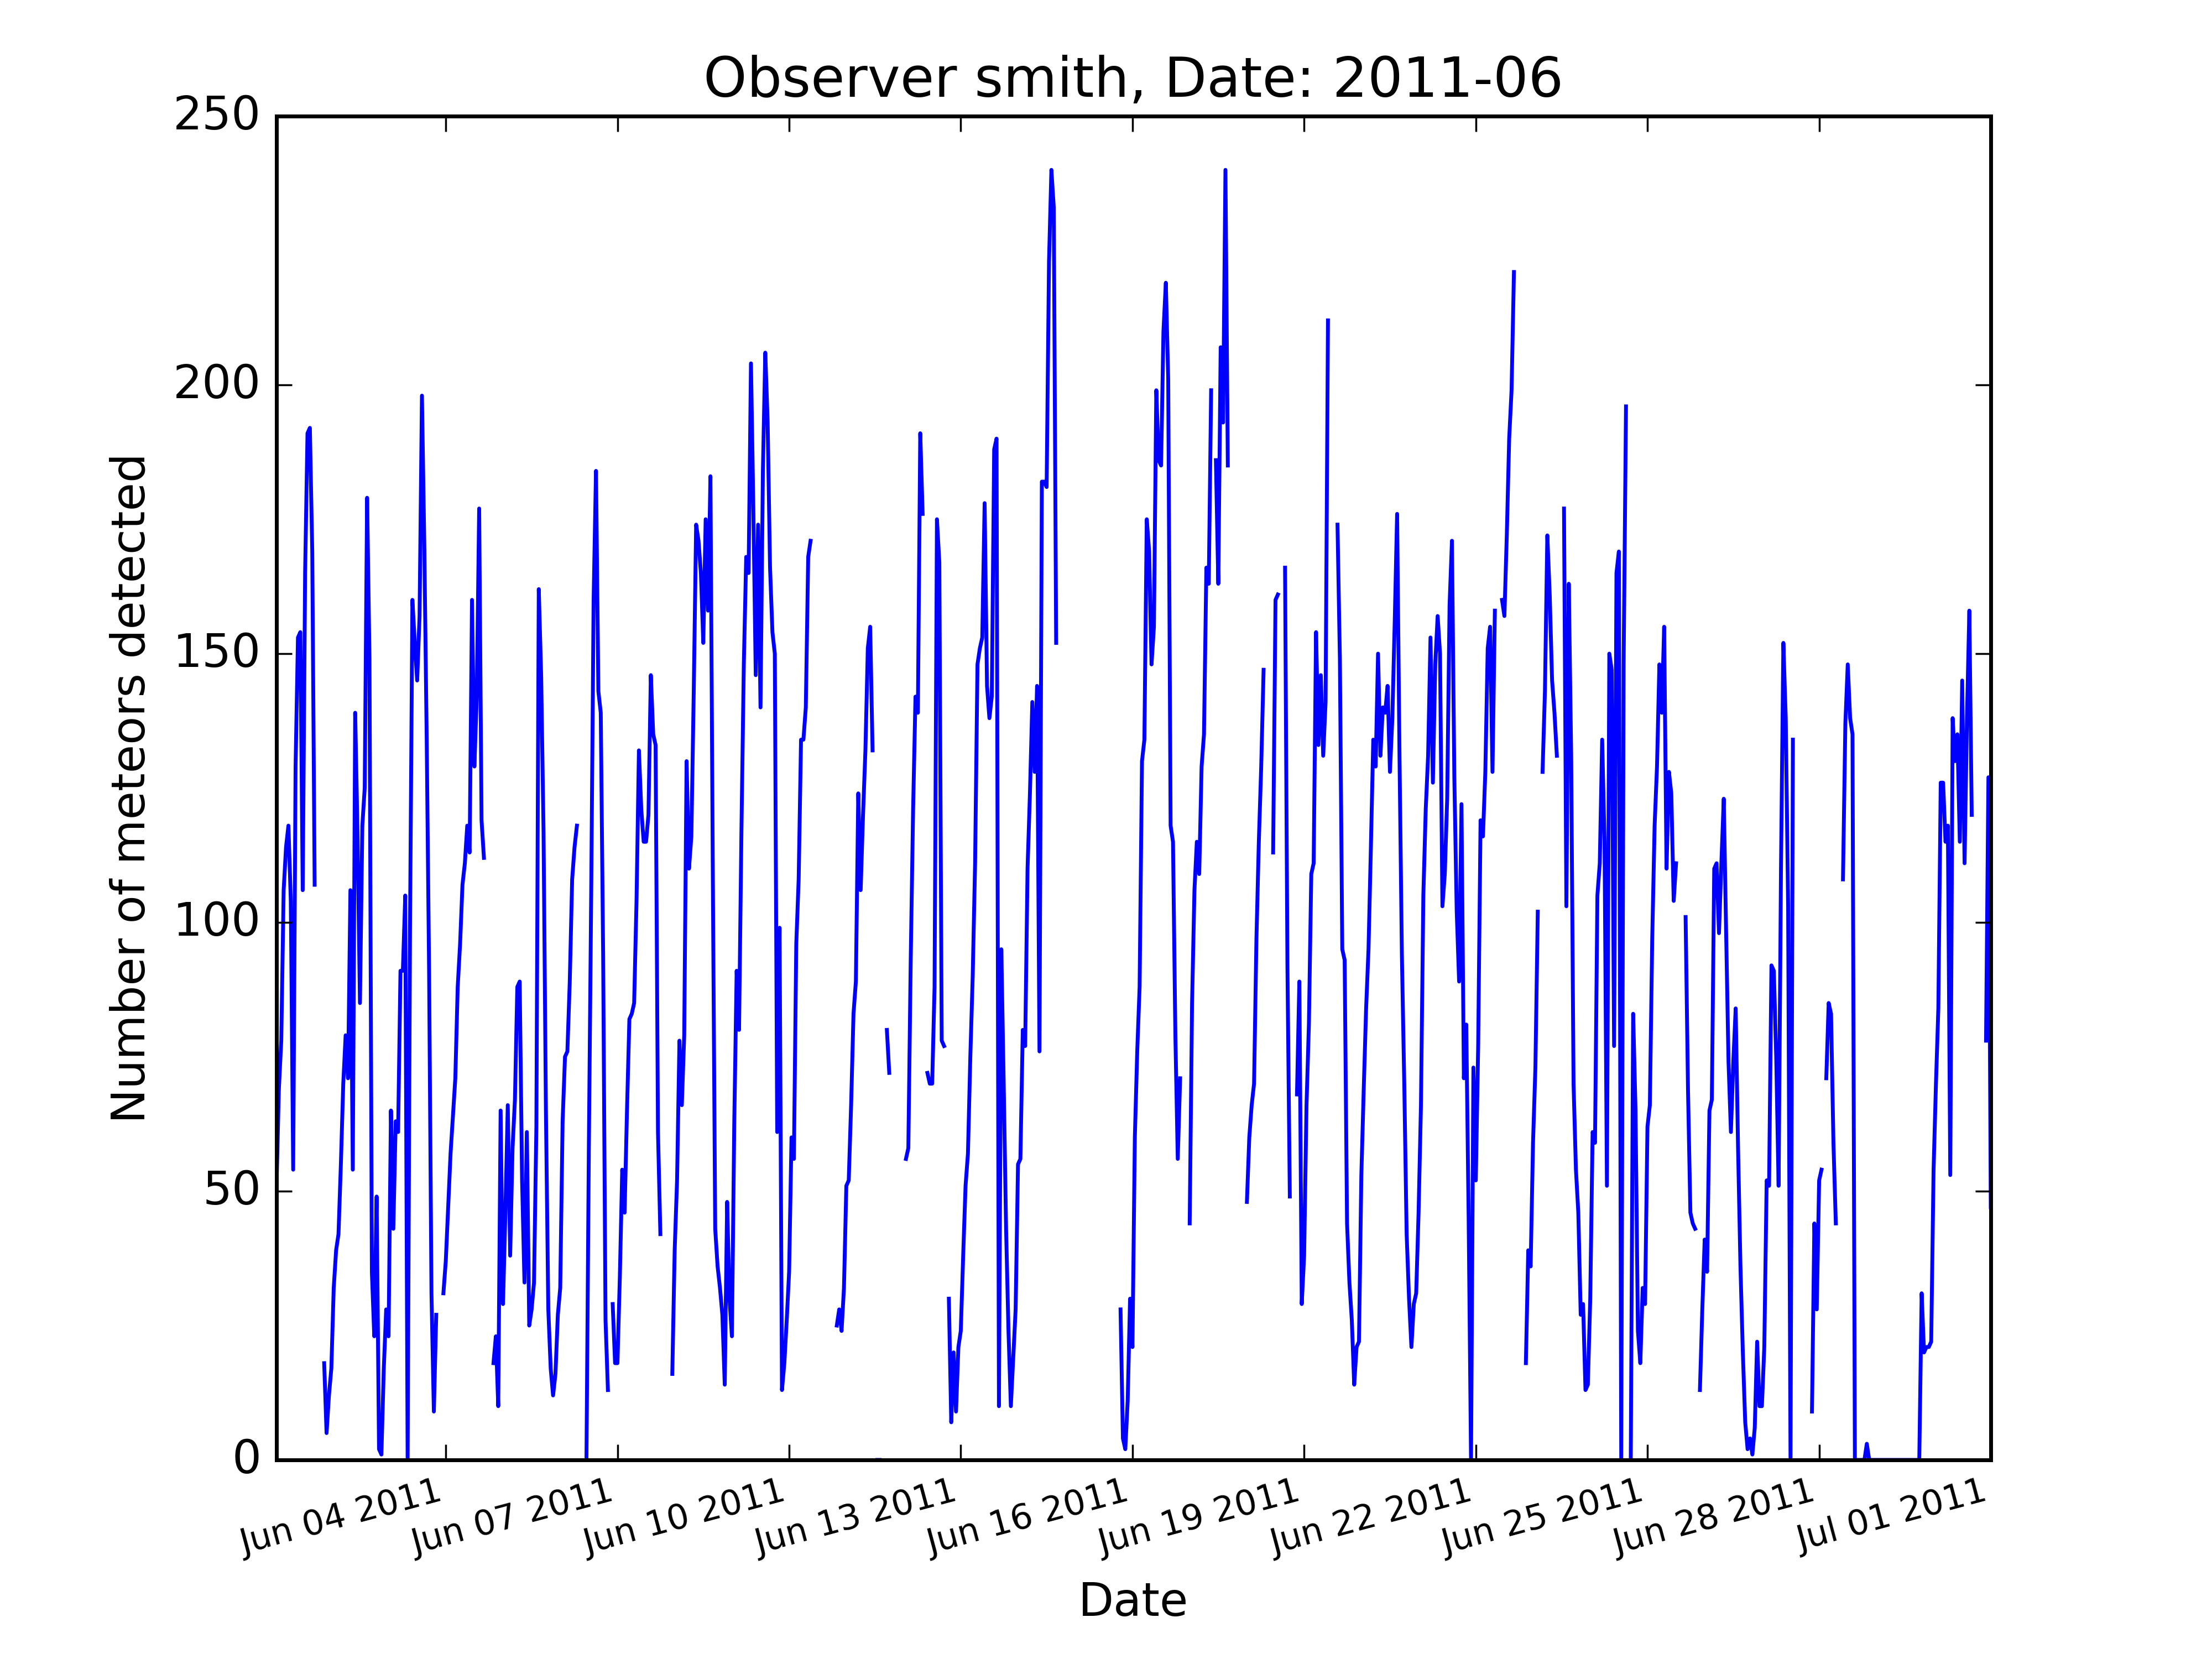 Observer smith, Date: 2011-06
Number of meteors detected
250
200
150
100
50
0
Jun 04 2011
Jun 07 2011
Jun 10 2011
Jun 13 2011
Jun 16 2011
Jun 19 2011
Jun 22 2011
Jun 25 2011
Jun 28 2011
Jul 01 2011
Date